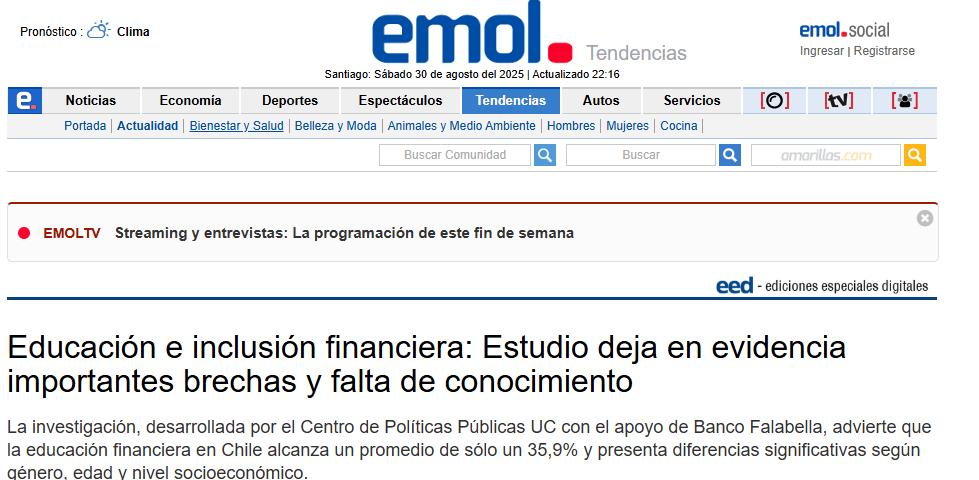 Pronóstico : Clima
emol.
Tendencias
emol.social
Ingresar | Registrarse
Santiago: Sábado 30 de agosto del 2025 | Actualizado 22:16
e. Noticias Economía Deportes Espectáculos Tendencias Autos Servicios [tv]
Portada | Actualidad | Bienestar y Salud | Belleza y Moda | Animales y Medio Ambiente | Hombres | Mujeres | Cocina |
Buscar Comunidad Buscar amarillas.com
EMOLTV Streaming y entrevistas: La programación de este fin de semana
eed - ediciones especiales digitales
Educación e inclusión financiera: Estudio deja en evidencia
importantes brechas y falta de conocimiento
La investigación, desarrollada por el Centro de Políticas Públicas UC con el apoyo de Banco Falabella, advierte que
la educación financiera en Chile alcanza un promedio de sólo un 35,9% y presenta diferencias significativas según
género, edad y nivel socioeconómico.